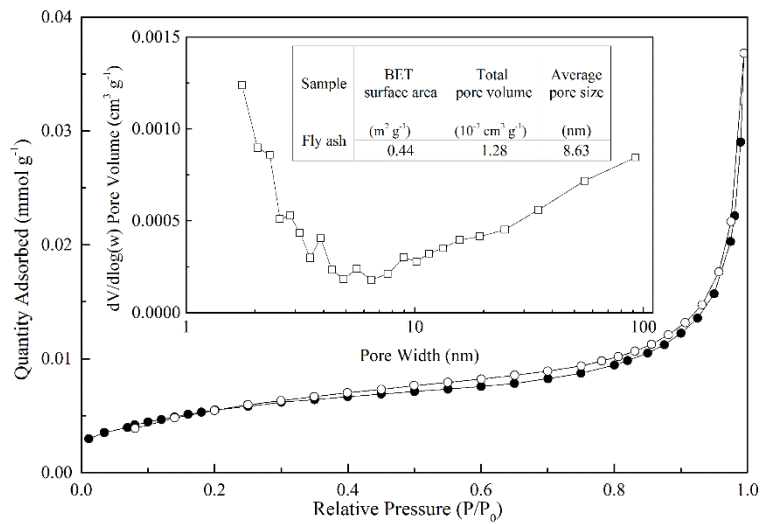 0.04
0.03
0.02
0.01
0.00
Quantity Adsorbed (mmol g⁻¹)
0.0 0.2 0.4 0.6 0.8 1.0
Relative Pressure (P/P₀)
0.0015
0.0010
0.0005
0.0000
dV/dlog(w) Pore Volume (cm³ g⁻¹)
1 10 100
Pore Width (nm)
Sample BET Total Average
surface area pore volume pore size
(m² g⁻¹) (10⁻³ cm³ g⁻¹) (nm)
Fly ash 0.44 1.28 8.63